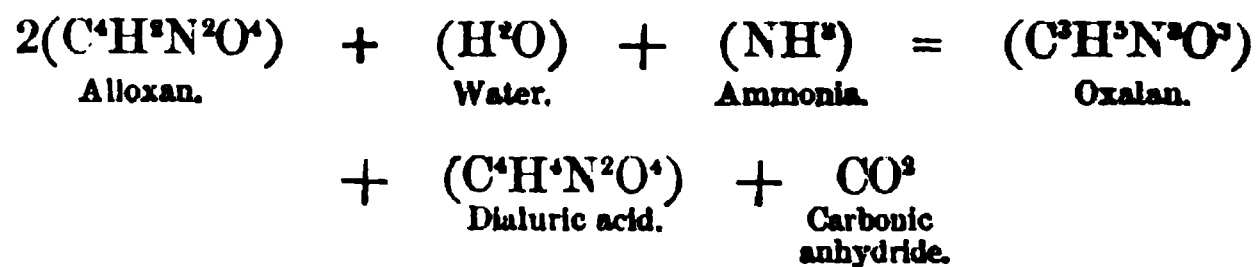 2(C⁴H²N²O⁴) + (H²O) + (NH³) = (C³H⁵N³O³)
Alloxan. Water. Ammonia. Oxalan.
+ (C⁴H⁴N²O⁴) + CO²
Dialuric acid. Carbonic
anhydride.